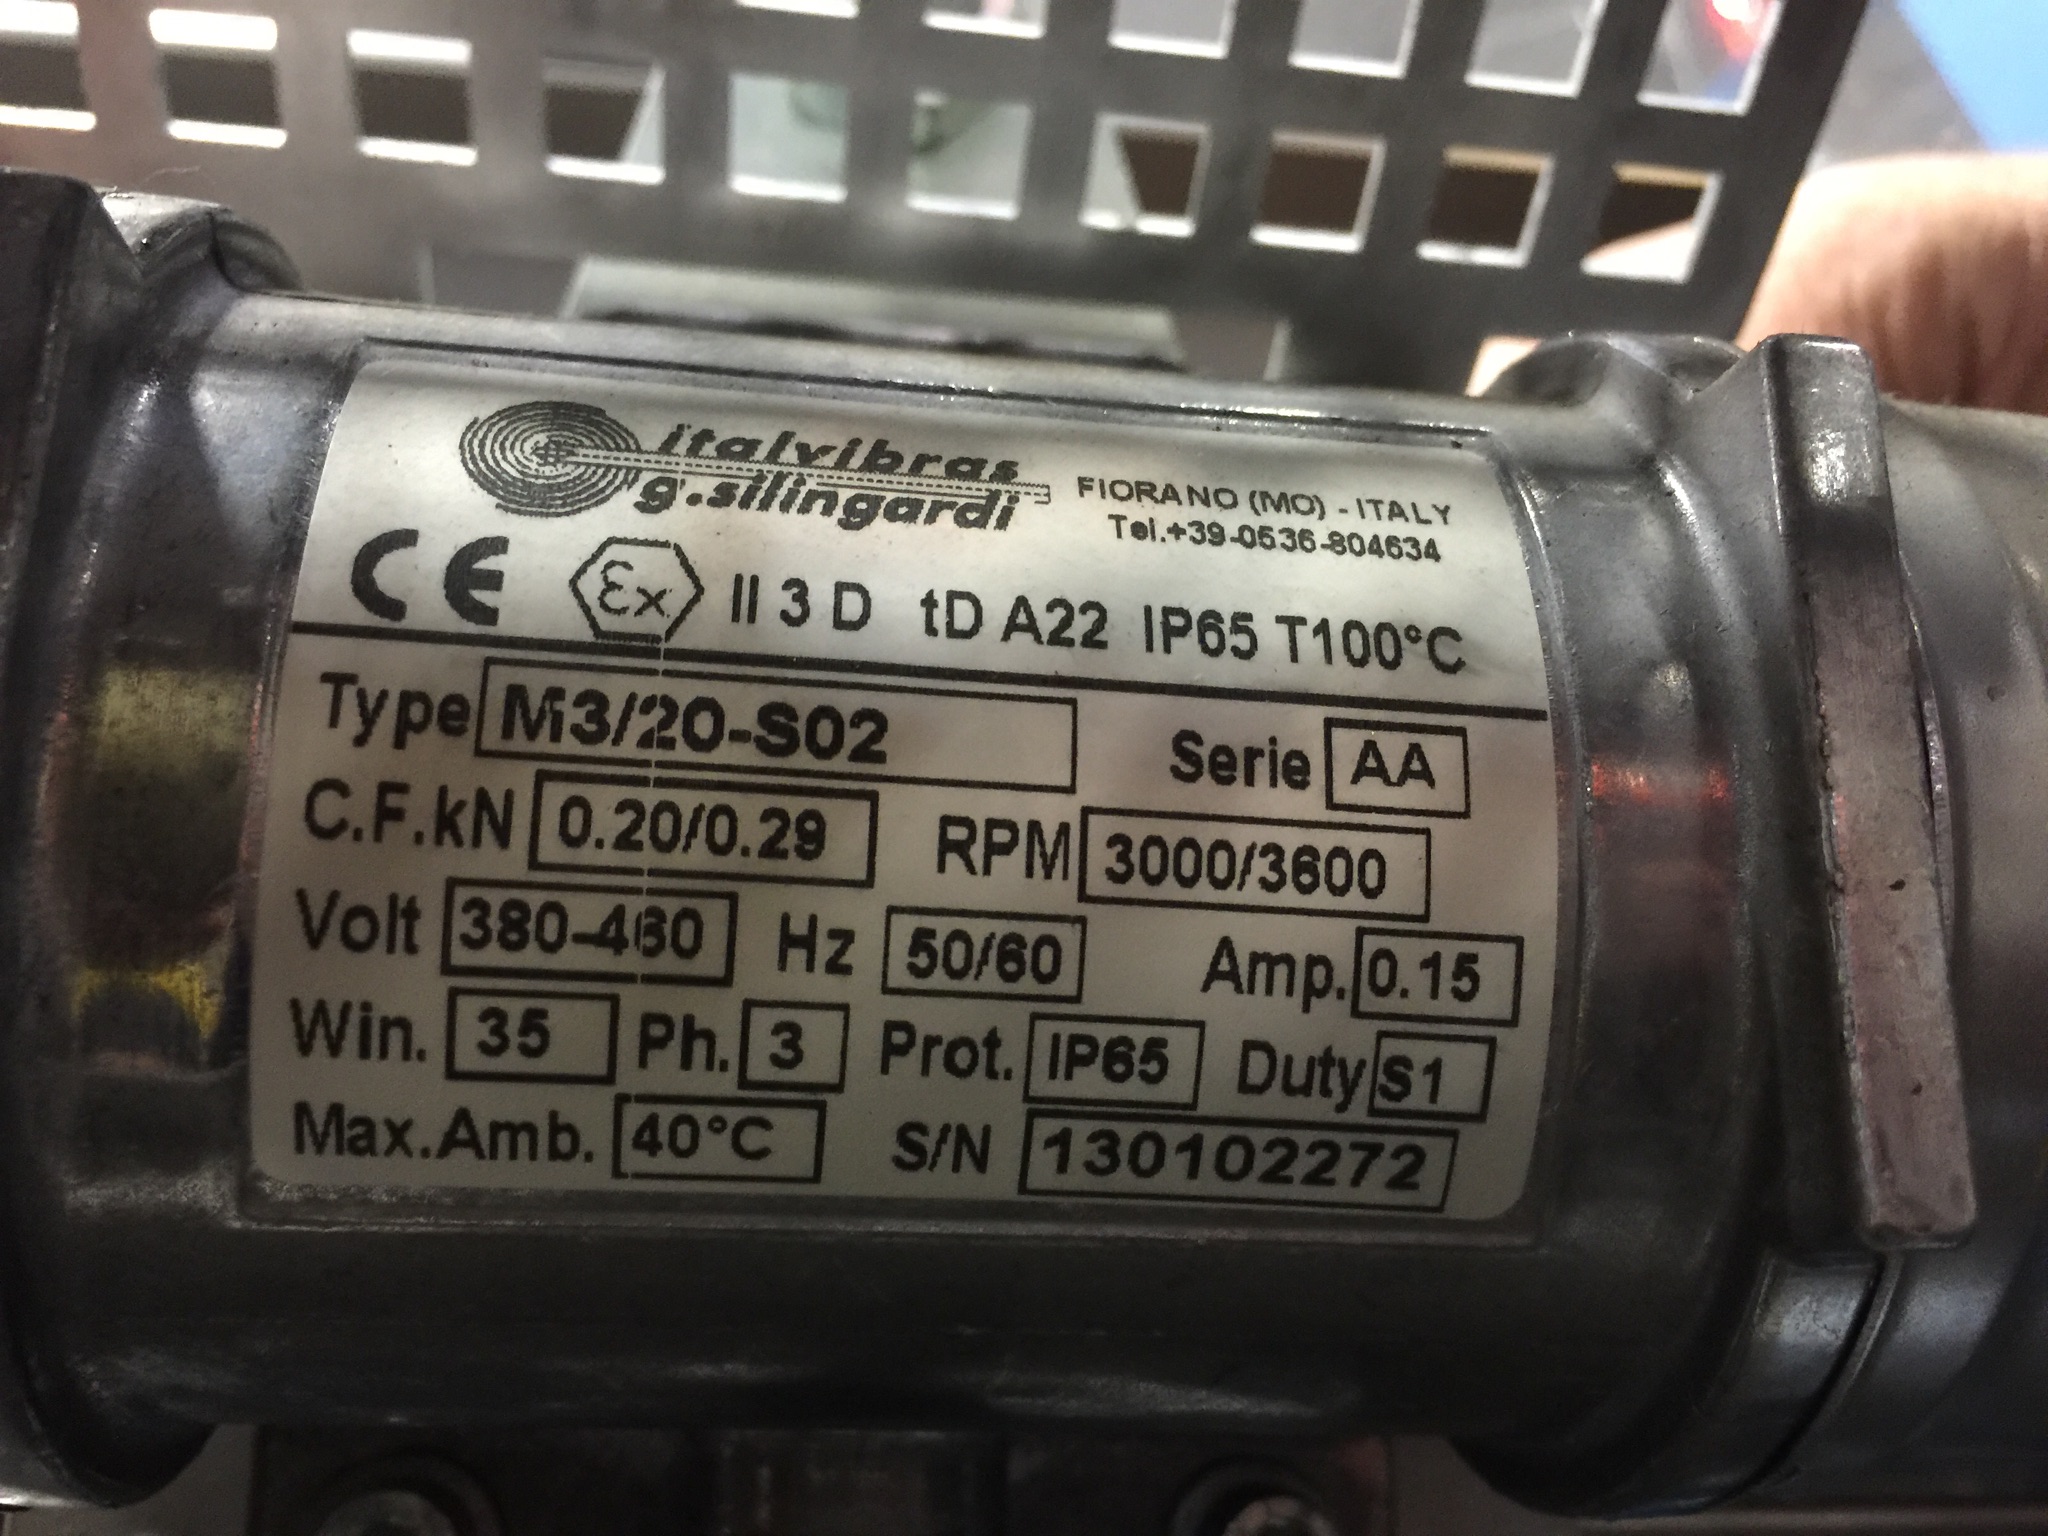 italvibras
g.silingardi
FIORANO (MO) - ITALY
Tel.+39-0536-804634
CE Ex II 3 D tD A22 IP65 T100°C
Type M3/20-S02 Serie AA
C.F.kN 0.20/0.29 RPM 3000/3600
Volt 380-460 Hz 50/60 Amp. 0.15
Win. 35 Ph. 3 Prot. IP65 Duty S1
Max.Amb. 40°C S/N 130102272